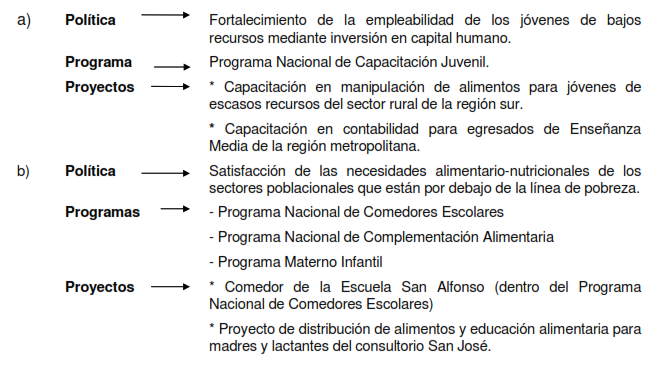 a) Política Fortalecimiento de la empleabilidad de los jóvenes de bajos
recursos mediante inversión en capital humano.
Programa Programa Nacional de Capacitación Juvenil.
Proyectos * Capacitación en manipulación de alimentos para jóvenes de
escasos recursos del sector rural de la región sur.
* Capacitación en contabilidad para egresados de Enseñanza
Media de la región metropolitana.
b) Política Satisfacción de las necesidades alimentario-nutricionales de los
sectores poblacionales que están por debajo de la línea de pobreza.
Programas - Programa Nacional de Comedores Escolares
- Programa Nacional de Complementación Alimentaria
- Programa Materno Infantil
Proyectos * Comedor de la Escuela San Alfonso (dentro del Programa
Nacional de Comedores Escolares)
* Proyecto de distribución de alimentos y educación alimentaria para
madres y lactantes del consultorio San José.